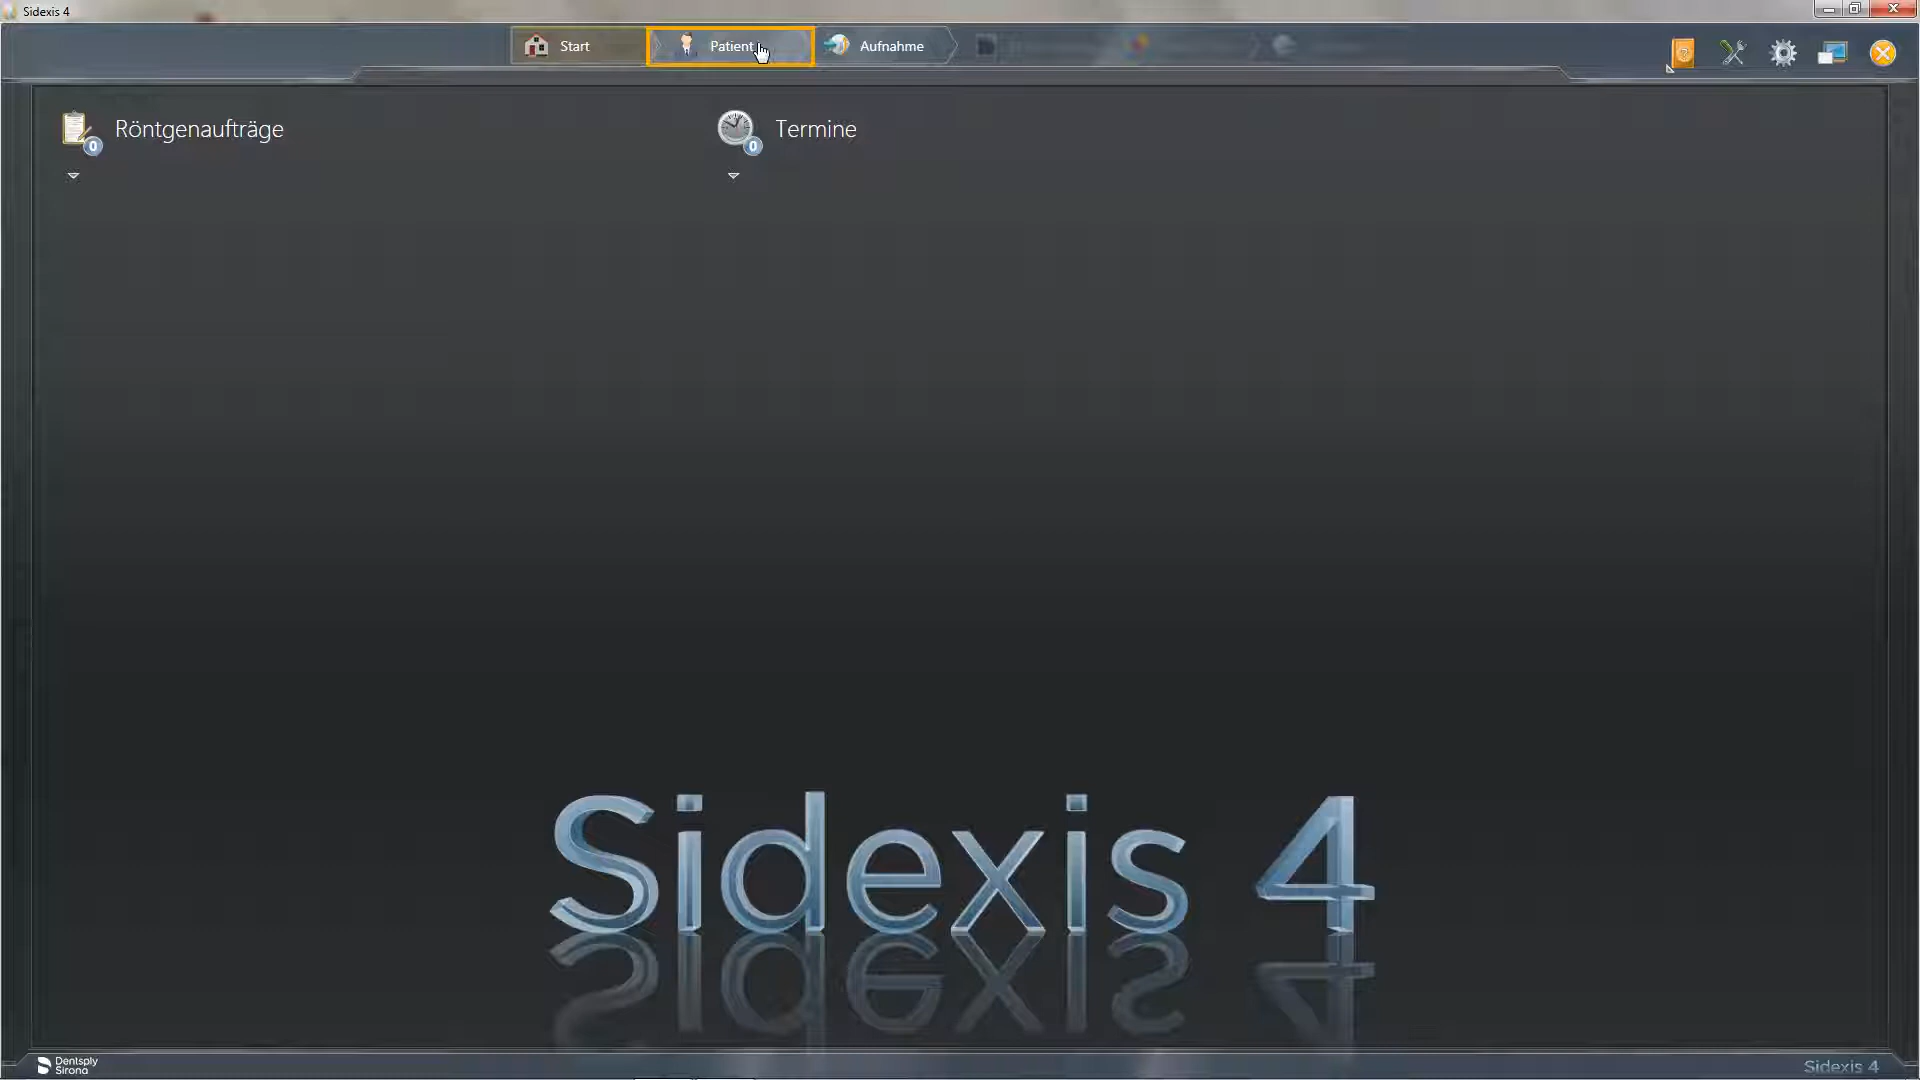 Sidexis 4
Start
Patient
Aufnahme
Röntgenaufträge
0
Termine
0
Sidexis 4
Dentsply
Sirona
Sidexis 4